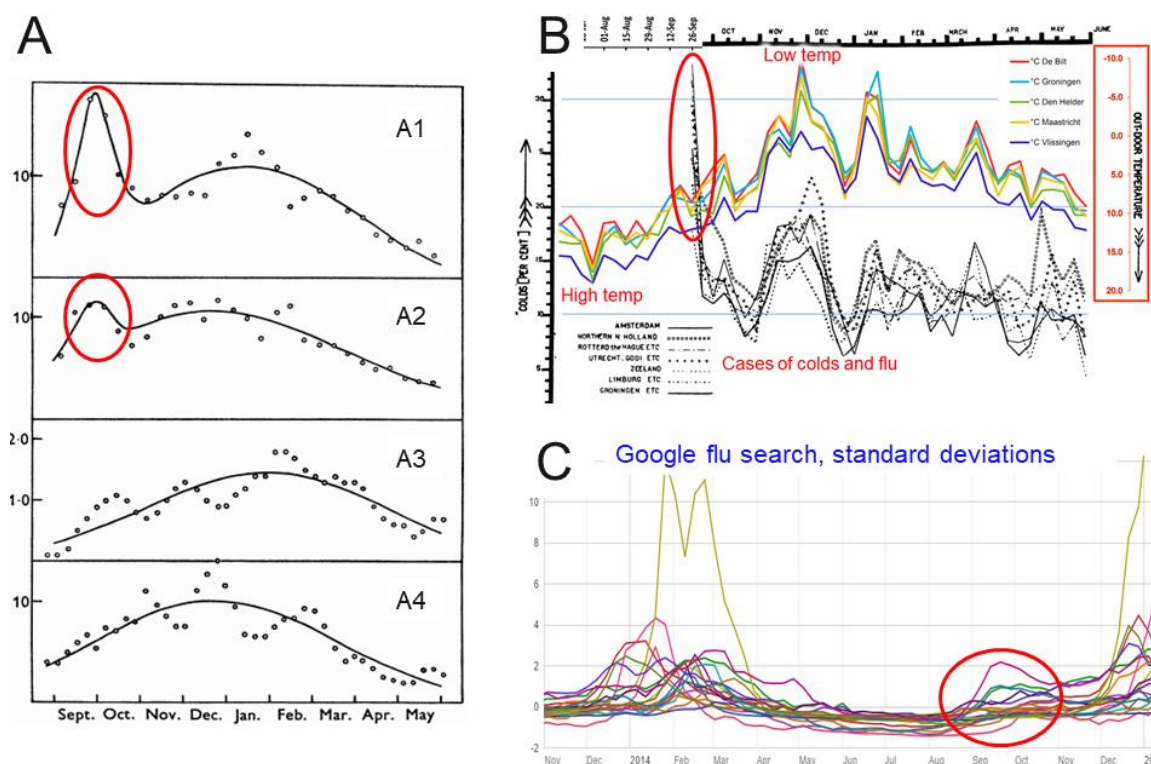 A
A1
10
A2
10
A3
2·0
1·0
A4
10
Sept. Oct. Nov. Dec. Jan. Feb. Mar. Apr. May
B
01-Aug
15-Aug
29-Aug
12-Sep
26-Sep
OCT NOV DEC JAN FEB MARCH APR MAY JUNE
Low temp
°C De Bilt
°C Groningen
°C Den Helder
°C Maastricht
°C Vlissingen
30
25
20
15
10
5
COLDS [PER CENT]
-10.0
-5.0
0.0
5.0
10.0
15.0
20.0
OUT-DOOR TEMPERATURE
High temp
AMSTERDAM
NORTHERN N HOLLAND
ROTTERD the HAGUE ETC
UTRECHT, GOOI ETC
ZEELAND
LIMBURG ETC
GRONINGEN ETC
Cases of colds and flu
C
Google flu search, standard deviations
10
8
6
4
2
0
-2
Nov Dec 2014 Feb Mar Apr May Jun Jul Aug Sep Oct Nov Dec